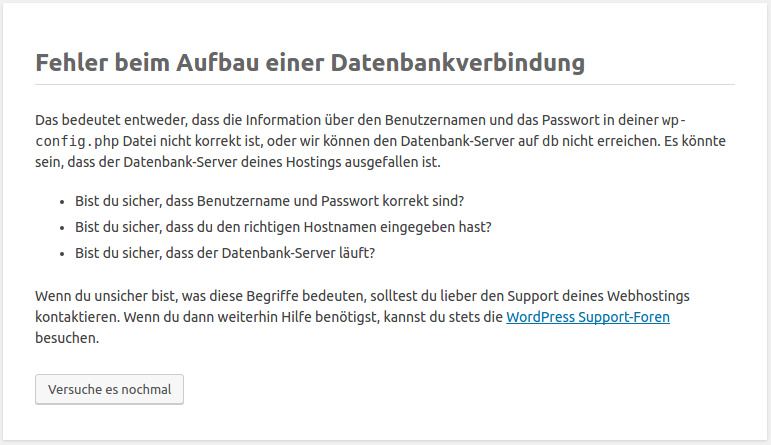 Fehler beim Aufbau einer Datenbankverbindung
Das bedeutet entweder, dass die Information über den Benutzernamen und das Passwort in deiner wp-
config.php Datei nicht korrekt ist, oder wir können den Datenbank-Server auf db nicht erreichen. Es könnte
sein, dass der Datenbank-Server deines Hostings ausgefallen ist.
• Bist du sicher, dass Benutzername und Passwort korrekt sind?
• Bist du sicher, dass du den richtigen Hostnamen eingegeben hast?
• Bist du sicher, dass der Datenbank-Server läuft?
Wenn du unsicher bist, was diese Begriffe bedeuten, solltest du lieber den Support deines Webhostings
kontaktieren. Wenn du dann weiterhin Hilfe benötigst, kannst du stets die WordPress Support-Foren
besuchen.
Versuche es nochmal